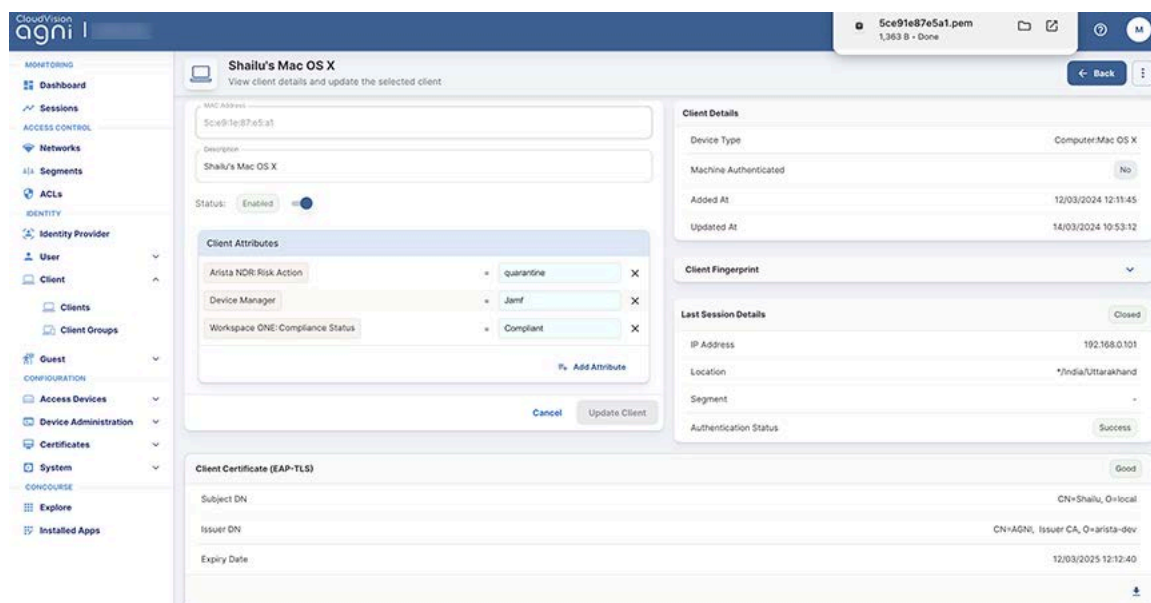 CloudVision
agni |
5ce91e87e5a1.pem
1,363 B • Done
M
MONITORING
Dashboard
Sessions
ACCESS CONTROL
Networks
Segments
ACLs
IDENTITY
Identity Provider
User
Client
Clients
Client Groups
Guest
CONFIGURATION
Access Devices
Device Administration
Certificates
System
CONCOURSE
Explore
Installed Apps
Shailu's Mac OS X
View client details and update the selected client
← Back
MAC Address
5c:e9:1e:87:e5:a1
Description
Shailu's Mac OS X
Status: Enabled
Client Attributes
Arista NDR: Risk Action = quarantine ×
Device Manager = Jamf ×
Workspace ONE: Compliance Status = Compliant ×
Add Attribute
Cancel Update Client
Client Details
Device Type Computer:Mac OS X
Machine Authenticated No
Added At 12/03/2024 12:11:45
Updated At 14/03/2024 10:53:12
Client Fingerprint
Last Session Details Closed
IP Address 192.168.0.101
Location */India/Uttarakhand
Segment -
Authentication Status Success
Client Certificate (EAP-TLS) Good
Subject DN CN=Shailu, O=local
Issuer DN CN=AGNI, Issuer CA, O=arista-dev
Expiry Date 12/03/2025 12:12:40